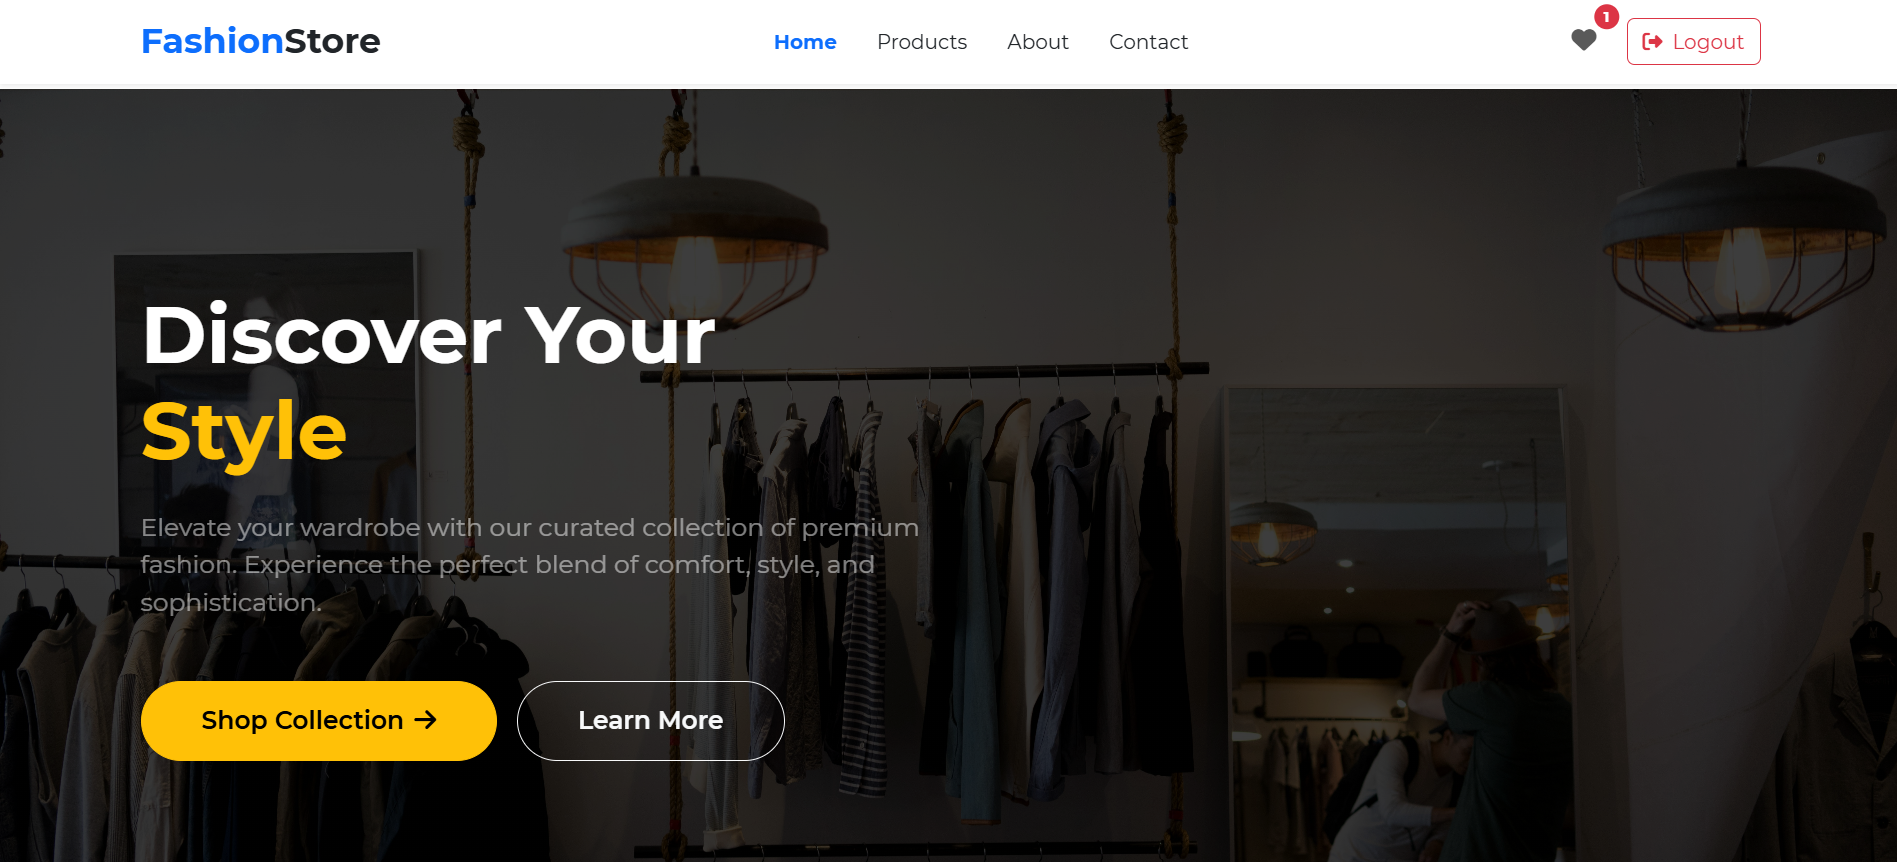 FashionStore
Home Products About Contact
1
Logout
Discover Your
Style
Elevate your wardrobe with our curated collection of premium
fashion. Experience the perfect blend of comfort, style, and
sophistication.
Shop Collection →
Learn More